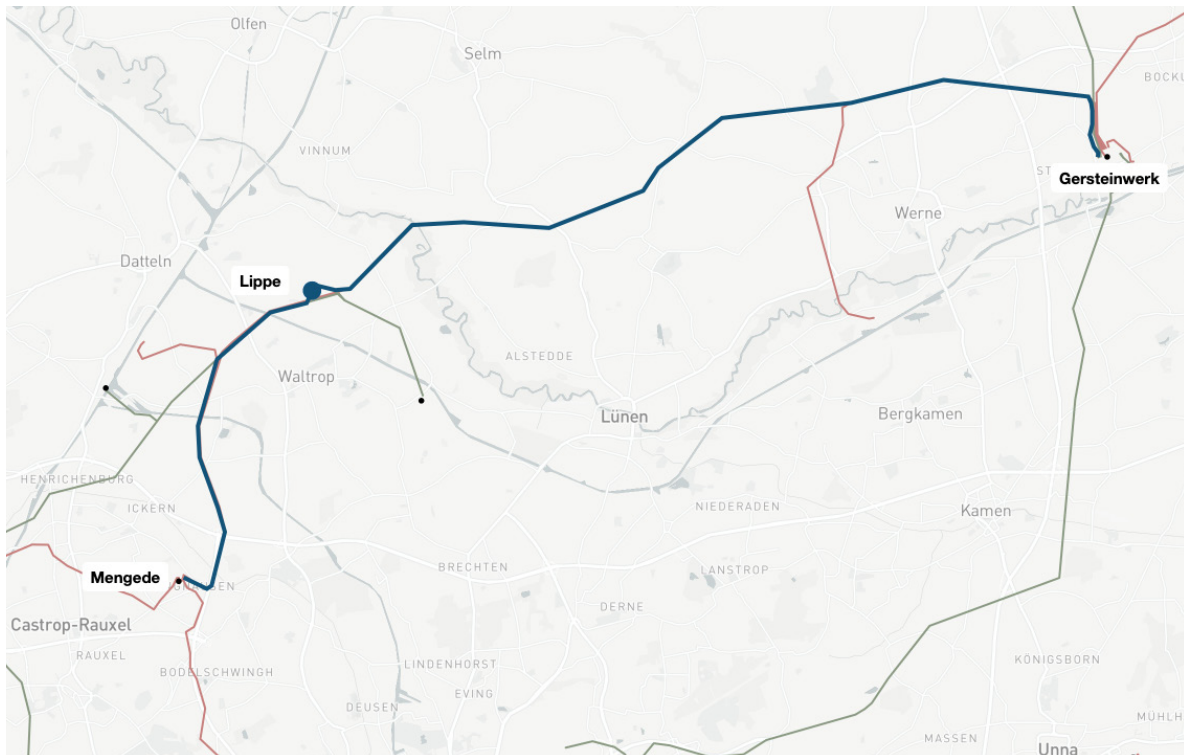 Olfen
Selm
BOCKU
VINNUM
ST
Gersteinwerk
Werne
Datteln
Lippe
ALSTEDDE
Waltrop
Lünen
Bergkamen
HENRICHENBURG
ICKERN
NIEDERADEN
Kamen
Mengede
BRECHTEN
LANSTROP
DERNE
Castrop-Rauxel
RAUXEL
BODELSCHWINGH
LINDENHORST
EVING
DEUSEN
KÖNIGSBORN
MÜHLH
MASSEN
Unna